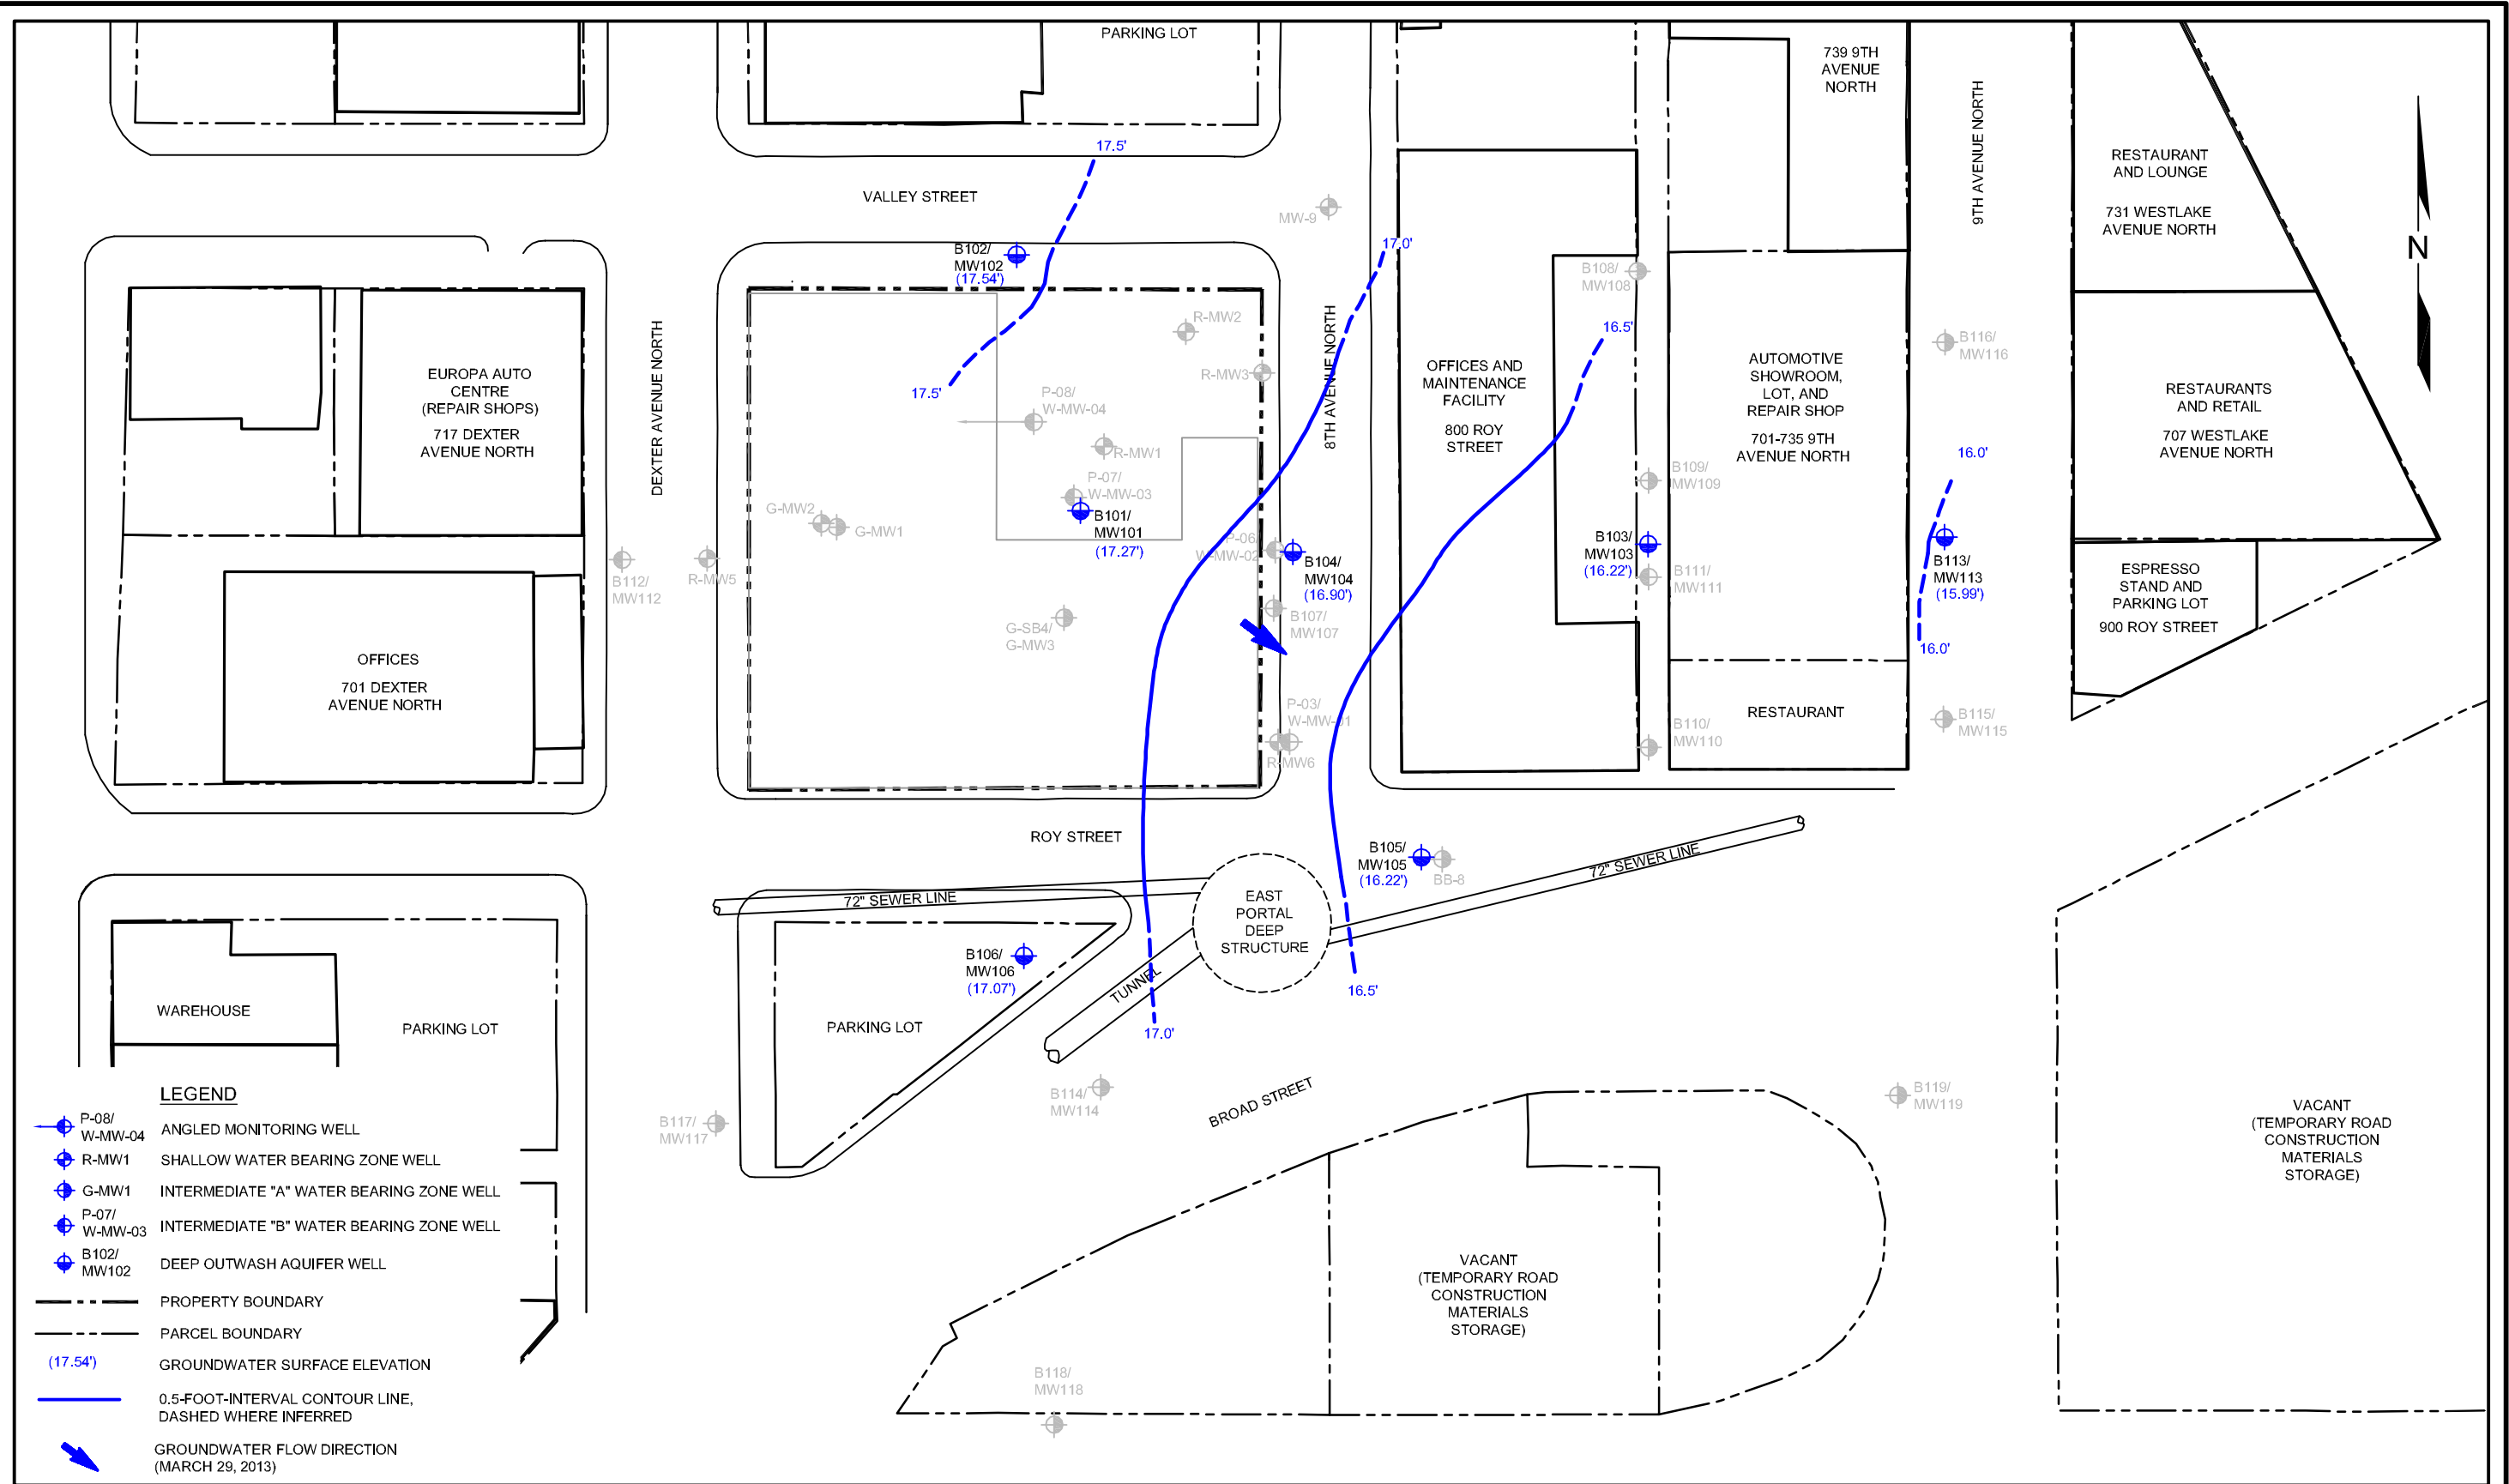 PARKING LOT
739 9TH
AVENUE
NORTH
9TH AVENUE NORTH
RESTAURANT
AND LOUNGE
731 WESTLAKE
AVENUE NORTH
N
17.5'
VALLEY STREET
MW-9
B102/
MW102
(17.54')
17.0'
B108/
MW108
R-MW2
16.5'
B116/
MW116
DEXTER AVENUE NORTH
8TH AVENUE NORTH
EUROPA AUTO
CENTRE
(REPAIR SHOPS)
717 DEXTER
AVENUE NORTH
17.5'
R-MW3
P-08/
W-MW-04
R-MW1
OFFICES AND
MAINTENANCE
FACILITY
800 ROY
STREET
AUTOMOTIVE
SHOWROOM,
LOT, AND
REPAIR SHOP
701-735 9TH
AVENUE NORTH
RESTAURANTS
AND RETAIL
707 WESTLAKE
AVENUE NORTH
16.0'
P-07/
W-MW-03
B109/
MW109
G-MW2
G-MW1
B101/
MW101
(17.27')
P-06/
W-MW-02
B104/
MW104
(16.90')
B103/
MW103
(16.22')
B111/
MW111
B113/
MW113
(15.99')
B112/
MW112
R-MW5
ESPRESSO
STAND AND
PARKING LOT
900 ROY STREET
G-SB4/
G-MW3
B107/
MW107
16.0'
OFFICES
701 DEXTER
AVENUE NORTH
P-03/
W-MW-01
R-MW6
B110/
MW110
RESTAURANT
B115/
MW115
ROY STREET
B105/
MW105
(16.22')
BB-8
72" SEWER LINE
72" SEWER LINE
EAST
PORTAL
DEEP
STRUCTURE
B106/
MW106
(17.07')
TUNNEL
16.5'
17.0'
WAREHOUSE
PARKING LOT
PARKING LOT
B114/
MW114
BROAD STREET
B119/
MW119
B117/
MW117
VACANT
(TEMPORARY ROAD
CONSTRUCTION
MATERIALS
STORAGE)
VACANT
(TEMPORARY ROAD
CONSTRUCTION
MATERIALS
STORAGE)
B118/
MW118
LEGEND
P-08/
W-MW-04 ANGLED MONITORING WELL
R-MW1 SHALLOW WATER BEARING ZONE WELL
G-MW1 INTERMEDIATE "A" WATER BEARING ZONE WELL
P-07/
W-MW-03 INTERMEDIATE "B" WATER BEARING ZONE WELL
B102/
MW102 DEEP OUTWASH AQUIFER WELL
PROPERTY BOUNDARY
PARCEL BOUNDARY
(17.54') GROUNDWATER SURFACE ELEVATION
0.5-FOOT-INTERVAL CONTOUR LINE,
DASHED WHERE INFERRED
GROUNDWATER FLOW DIRECTION
(MARCH 29, 2013)